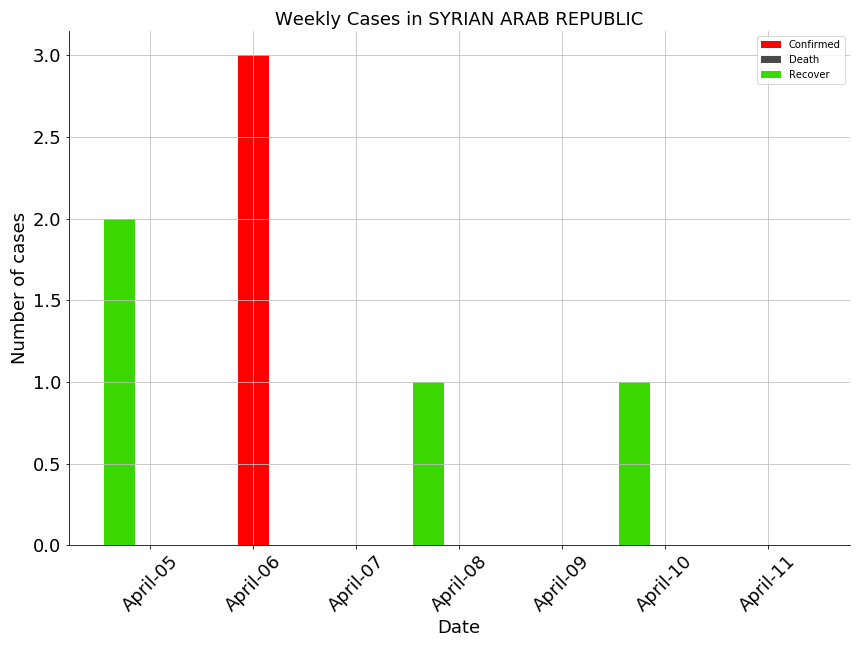 Weekly Cases in SYRIAN ARAB REPUBLIC
Confirmed
Death
Recover
Number of cases
3.0
2.5
2.0
1.5
1.0
0.5
0.0
April-05
April-06
April-07
April-08
April-09
April-10
April-11
Date